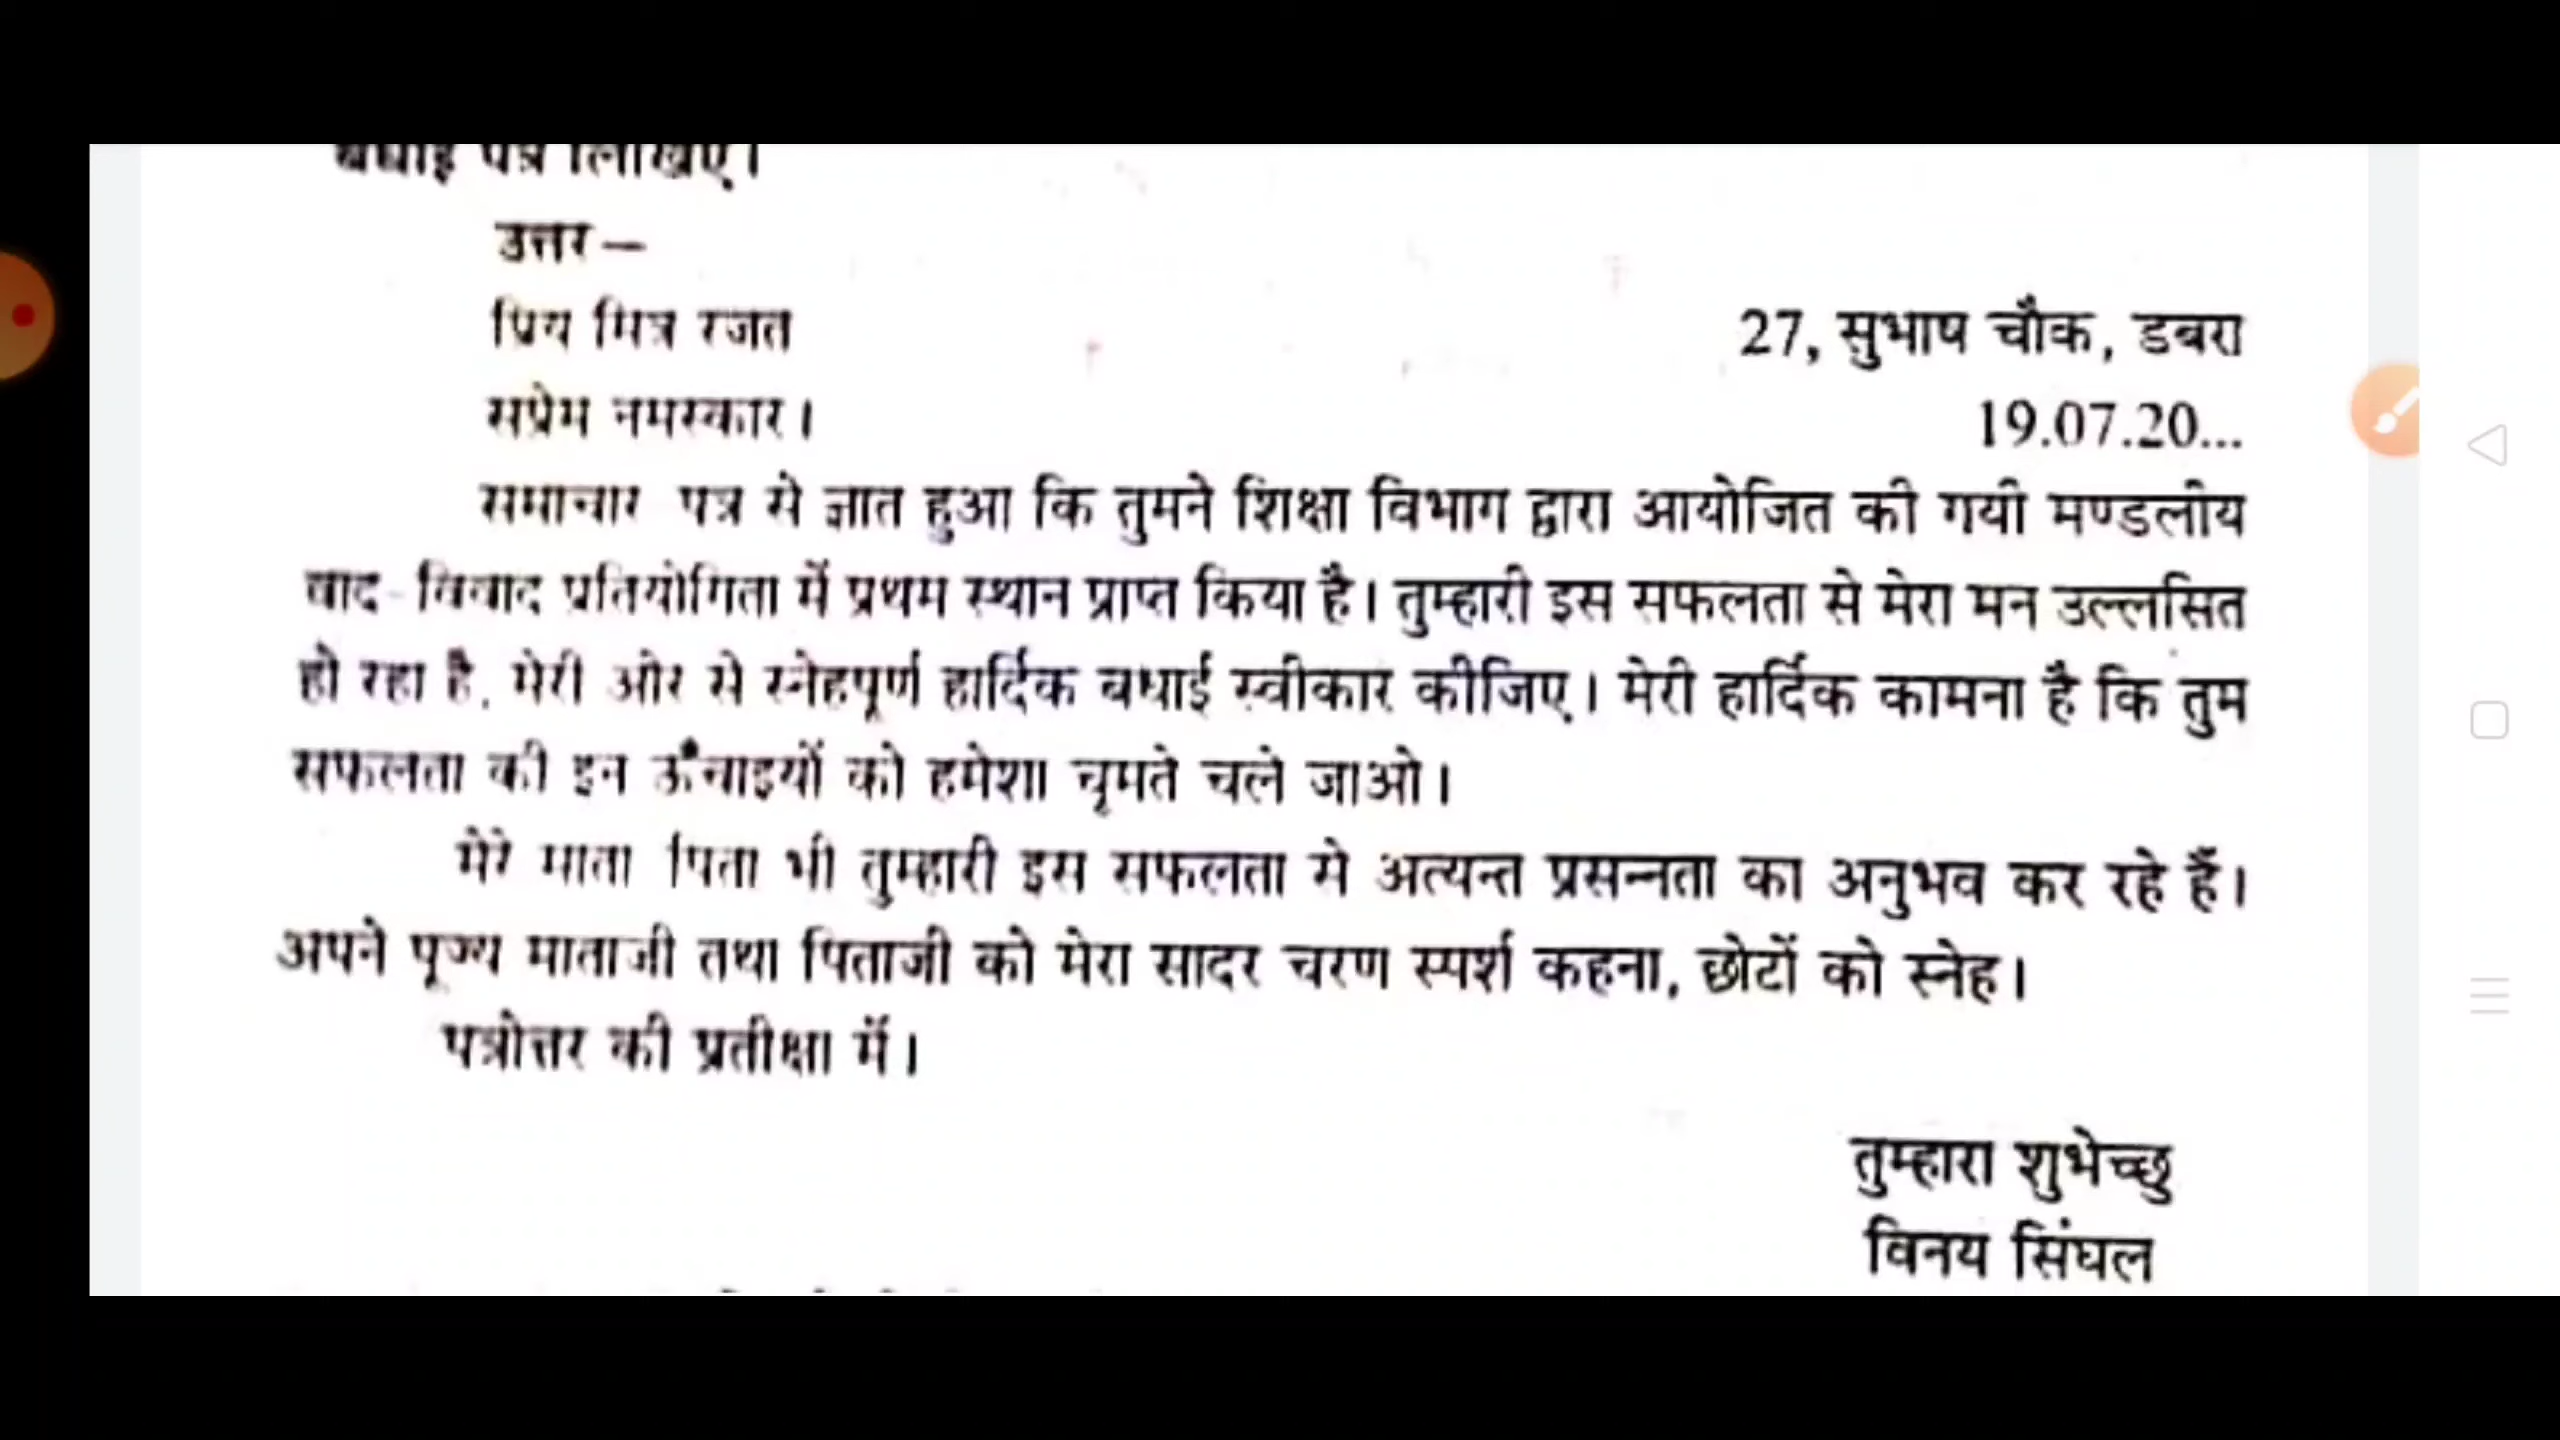 बधाई पत्र लिखिए।
उत्तर—
प्रिय मित्र रजत
27, सुभाष चौक, डबरा
सप्रेम नमस्कार।
19.07.20...
समाचार पत्र से ज्ञात हुआ कि तुमने शिक्षा विभाग द्वारा आयोजित की गयी मण्डलीय
वाद-विवाद प्रतियोगिता में प्रथम स्थान प्राप्त किया है। तुम्हारी इस सफलता से मेरा मन उल्लसित
हो रहा है, मेरी ओर से स्नेहपूर्ण हार्दिक बधाई स्वीकार कीजिए। मेरी हार्दिक कामना है कि तुम
सफलता की इन ऊँचाइयों को हमेशा चूमते चले जाओ।
मेरे माता पिता भी तुम्हारी इस सफलता से अत्यन्त प्रसन्नता का अनुभव कर रहे हैं।
अपने पूज्य माताजी तथा पिताजी को मेरा सादर चरण स्पर्श कहना, छोटों को स्नेह।
पत्रोत्तर की प्रतीक्षा में।
तुम्हारा शुभेच्छु
विनय सिंघल